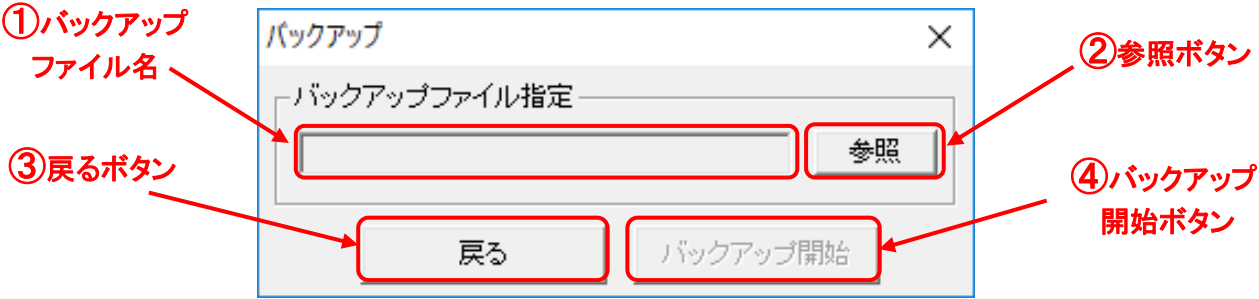 ①バックアップ
ファイル名
バックアップ
②参照ボタン
バックアップファイル指定
参照
③戻るボタン
④バックアップ
開始ボタン
戻る
バックアップ開始